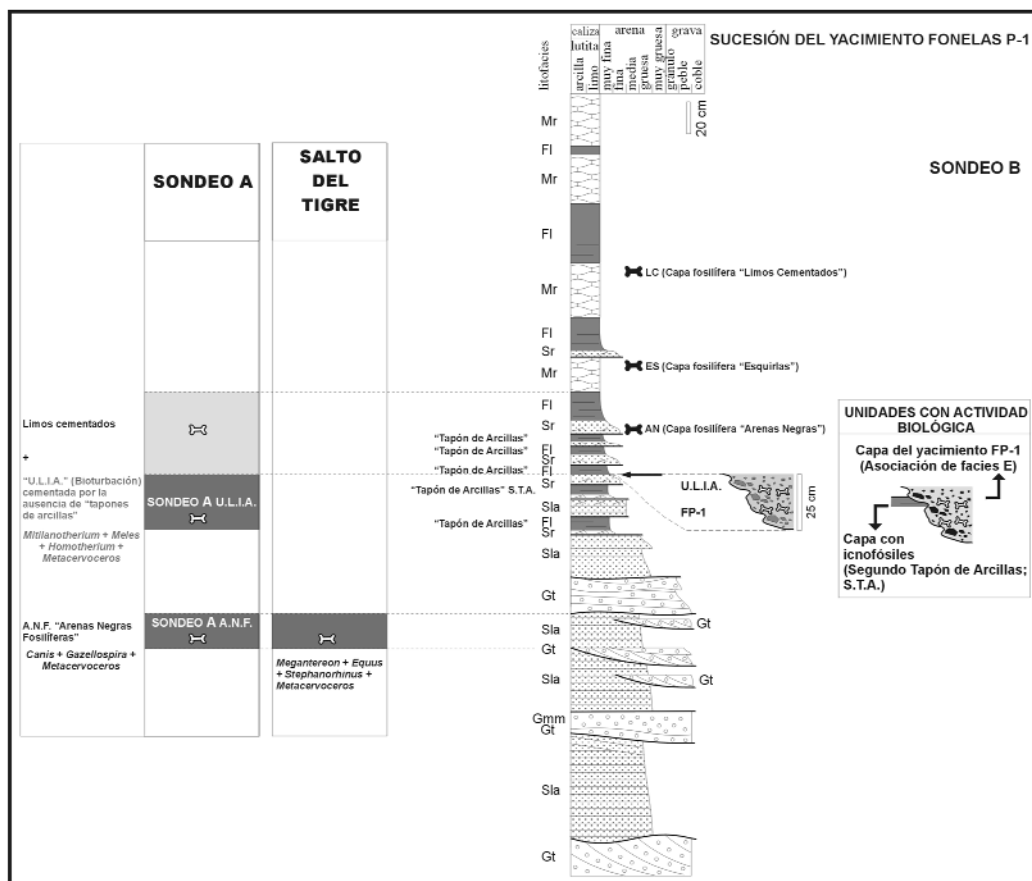 SUCESIÓN DEL YACIMIENTO FONELAS P-1
SONDEO B
litofacies
caliza
lutita
arcilla
limo
arena
muy fina
fina
media
gruesa
muy gruesa
grava
gránulo
peble
coble
20 cm
SONDEO A
SALTO
DEL
TIGRE
Limos cementados
+
“U.L.I.A.” (Bioturbación)
cementada por la
ausencia de “tapones
de arcillas”
Mitilanotherium + Meles
+ Homotherium +
Metacervoceros
SONDEO A U.L.I.A.
A.N.F. “Arenas Negras
Fosilíferas”
Canis + Gazellospira +
Metacervoceros
SONDEO A A.N.F.
Megantereon + Equus
+ Stephanorhinus +
Metacervoceros
Mr
Fl
Mr
Fl
Mr
Fl
Sr
Mr
Fl
Sr
Fl
Sr
Fl
Sr
Sla
Fl
Sr
Sla
Gt
Sla
Gt
Sla
Gmm
Gt
Sla
Gt
Gt
Gt
“Tapón de Arcillas”
“Tapón de Arcillas”
“Tapón de Arcillas”
“Tapón de Arcillas” S.T.A.
“Tapón de Arcillas”
LC (Capa fosilífera “Limos Cementados”)
ES (Capa fosilífera “Esquirlas”)
AN (Capa fosilífera “Arenas Negras”)
U.L.I.A.
FP-1
25 cm
UNIDADES CON ACTIVIDAD
BIOLÓGICA
Capa del yacimiento FP-1
(Asociación de facies E)
Capa con
icnofósiles
(Segundo Tapón de Arcillas;
S.T.A.)